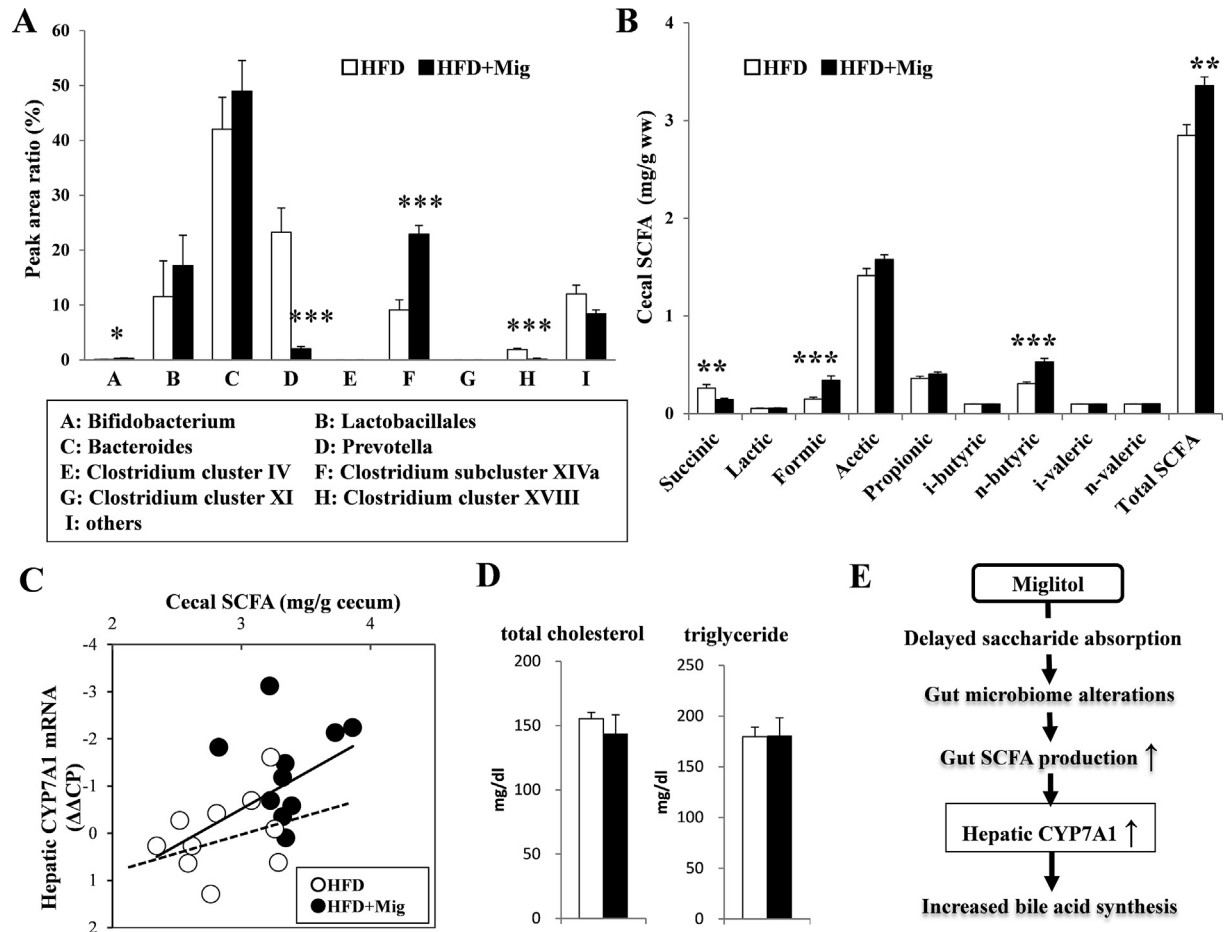 A
HFD HFD+Mig
Peak area ratio (%)
60
50
40
30
20
10
0
*
***
***
***
A B C D E F G H I
A: Bifidobacterium B: Lactobacillales
C: Bacteroides D: Prevotella
E: Clostridium cluster IV F: Clostridium subcluster XIVa
G: Clostridium cluster XI H: Clostridium cluster XVIII
I: others
B
HFD HFD+Mig
Cecal SCFA (mg/g ww)
4
3
2
1
0
**
***
***
**
Succinic
Lactic
Formic
Acetic
Propionic
i-butyric
n-butyric
i-valeric
n-valeric
Total SCFA
C
Cecal SCFA (mg/g cecum)
2 3 4
Hepatic CYP7A1 mRNA
(ΔΔCP)
-4
-3
-2
-1
0
1
2
HFD
HFD+Mig
D
total cholesterol
mg/dl
200
150
100
50
0
triglyceride
mg/dl
250
200
150
100
50
0
E
Miglitol
Delayed saccharide absorption
Gut microbiome alterations
Gut SCFA production ↑
Hepatic CYP7A1 ↑
Increased bile acid synthesis